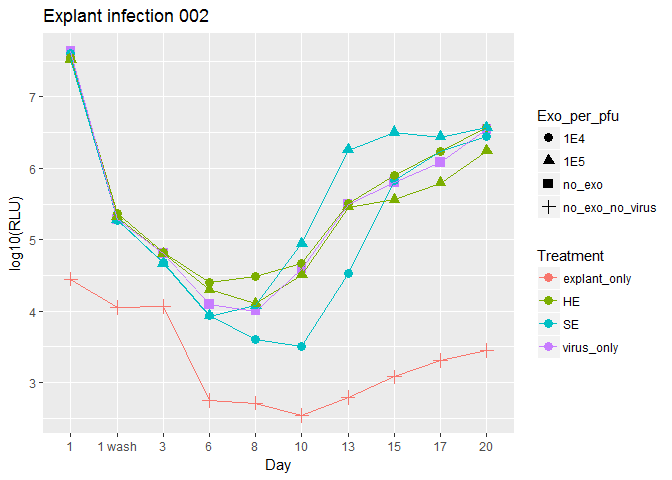 Explant infection 002
log10(RLU)
7
6
5
4
3
1 1 wash 3 6 8 10 13 15 17 20
Day
Exo_per_pfu
1E4
1E5
no_exo
no_exo_no_virus
Treatment
explant_only
HE
SE
virus_only